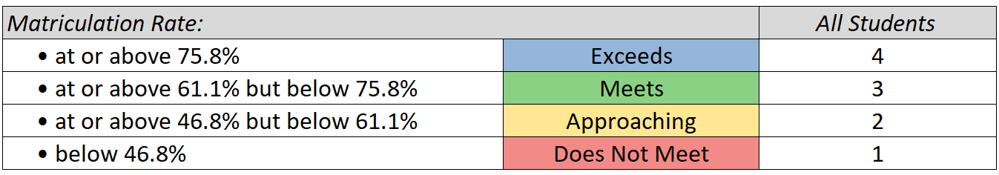 Matriculation Rate: All Students
• at or above 75.8% Exceeds 4
• at or above 61.1% but below 75.8% Meets 3
• at or above 46.8% but below 61.1% Approaching 2
• below 46.8% Does Not Meet 1